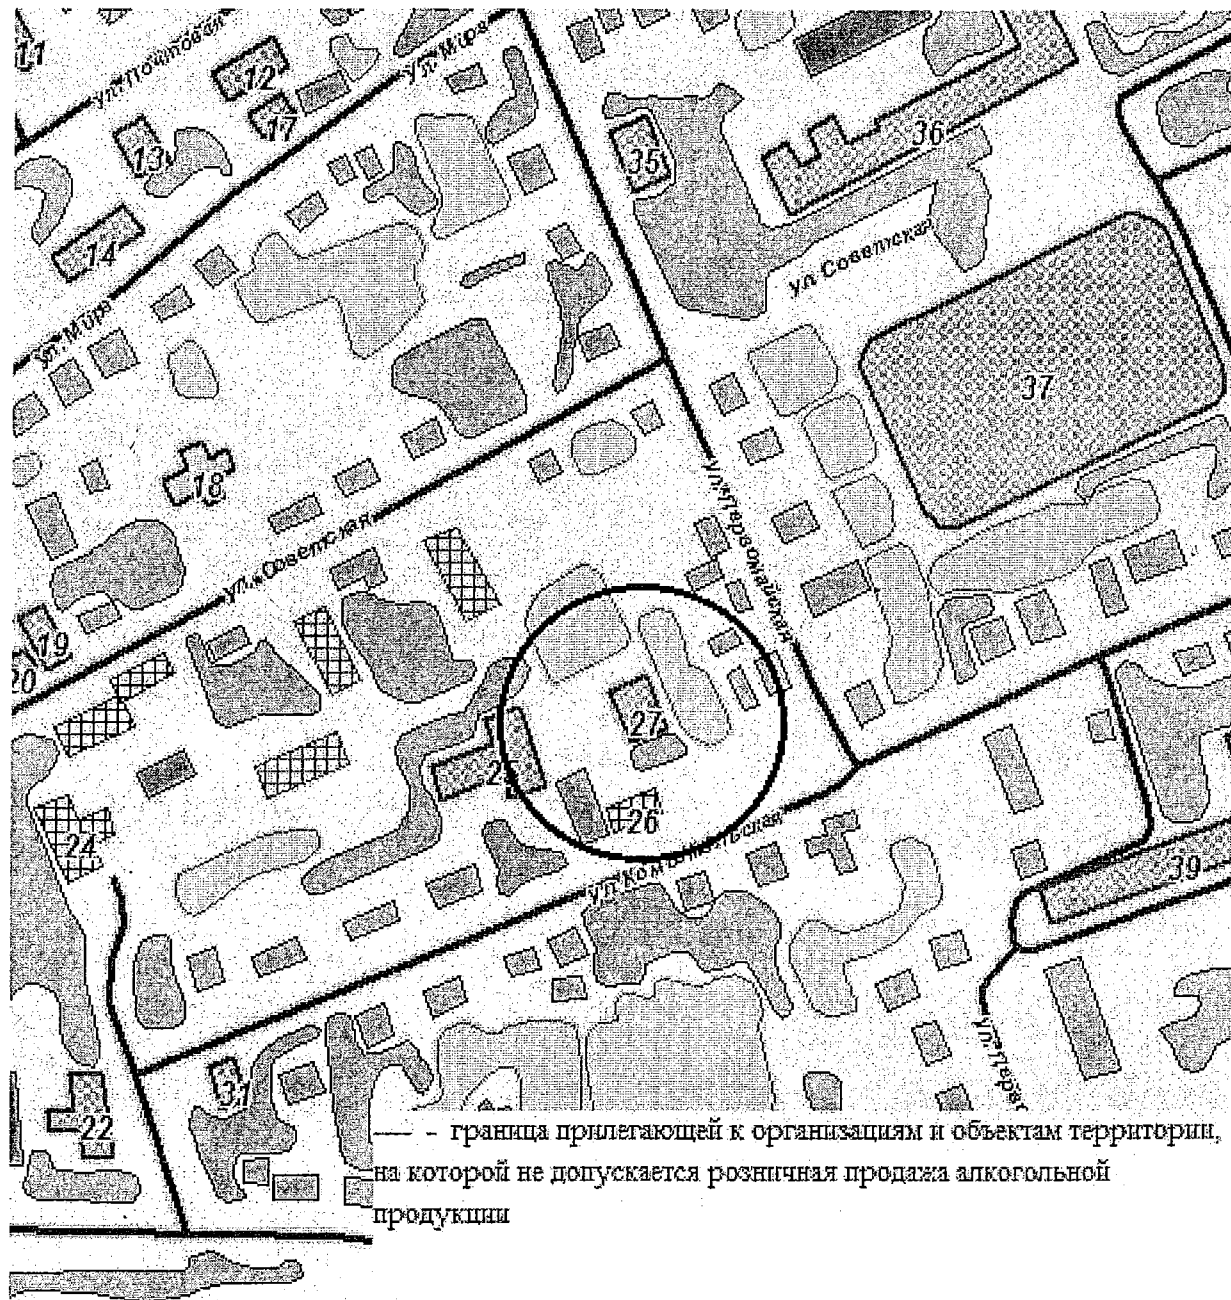 11
ул. Почтовая
12
ул. Мира
17
13
35
36
14
ул Советская
ул. Мира
37
18
ул. Первомайская
ул. Советская
19
20
27
26
24
ул Комсомольская
39
31
22
— - граница прилегающей к организациям и объектам территории,
на которой не допускается розничная продажа алкогольной
продукции